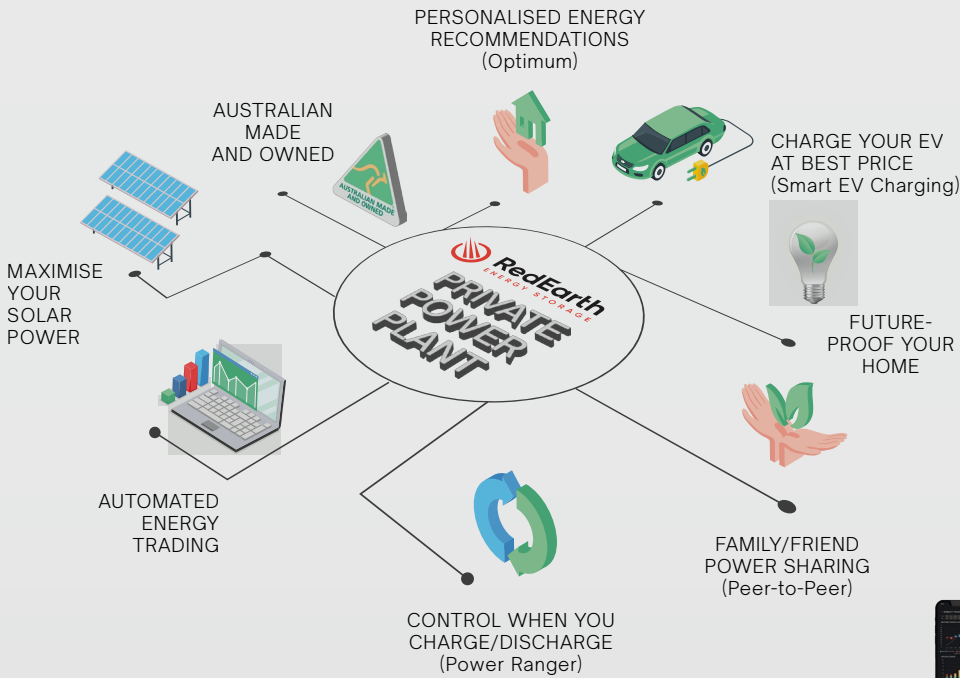 PERSONALISED ENERGY
RECOMMENDATIONS
(Optimum)
AUSTRALIAN
MADE
AND OWNED
AUSTRALIAN MADE
AND OWNED
CHARGE YOUR EV
AT BEST PRICE
(Smart EV Charging)
MAXIMISE
YOUR
SOLAR
POWER
RedEarth
ENERGY STORAGE
PRIVATE
POWER
PLANT
FUTURE-
PROOF YOUR
HOME
AUTOMATED
ENERGY
TRADING
FAMILY/FRIEND
POWER SHARING
(Peer-to-Peer)
CONTROL WHEN YOU
CHARGE/DISCHARGE
(Power Ranger)